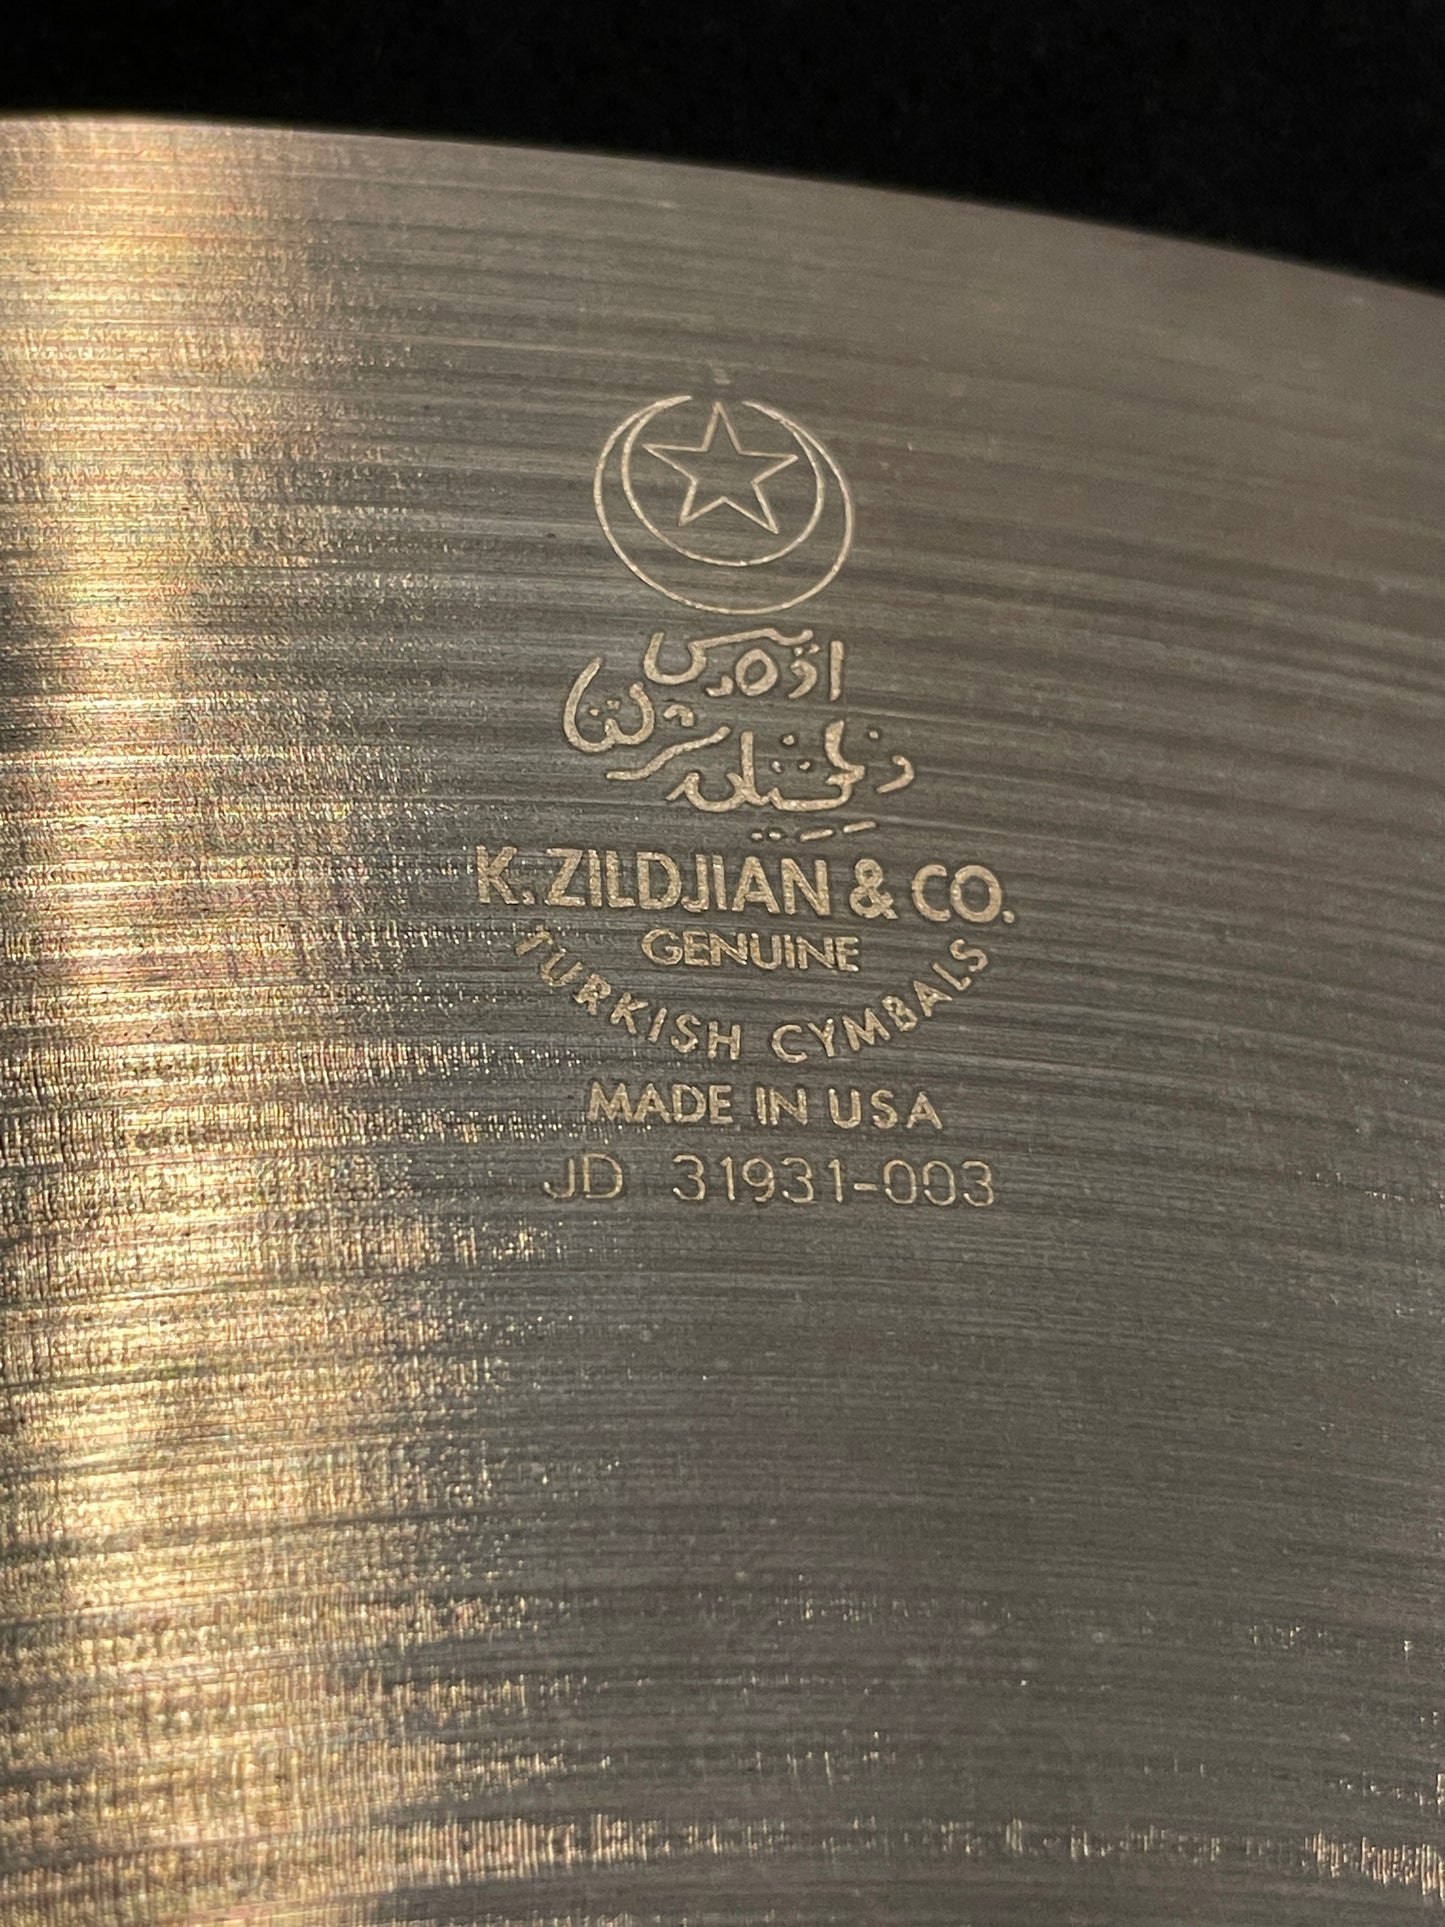 K. ZILDJIAN & CO.
GENUINE
TURKISH CYMBALS
MADE IN USA
JD 31931-003